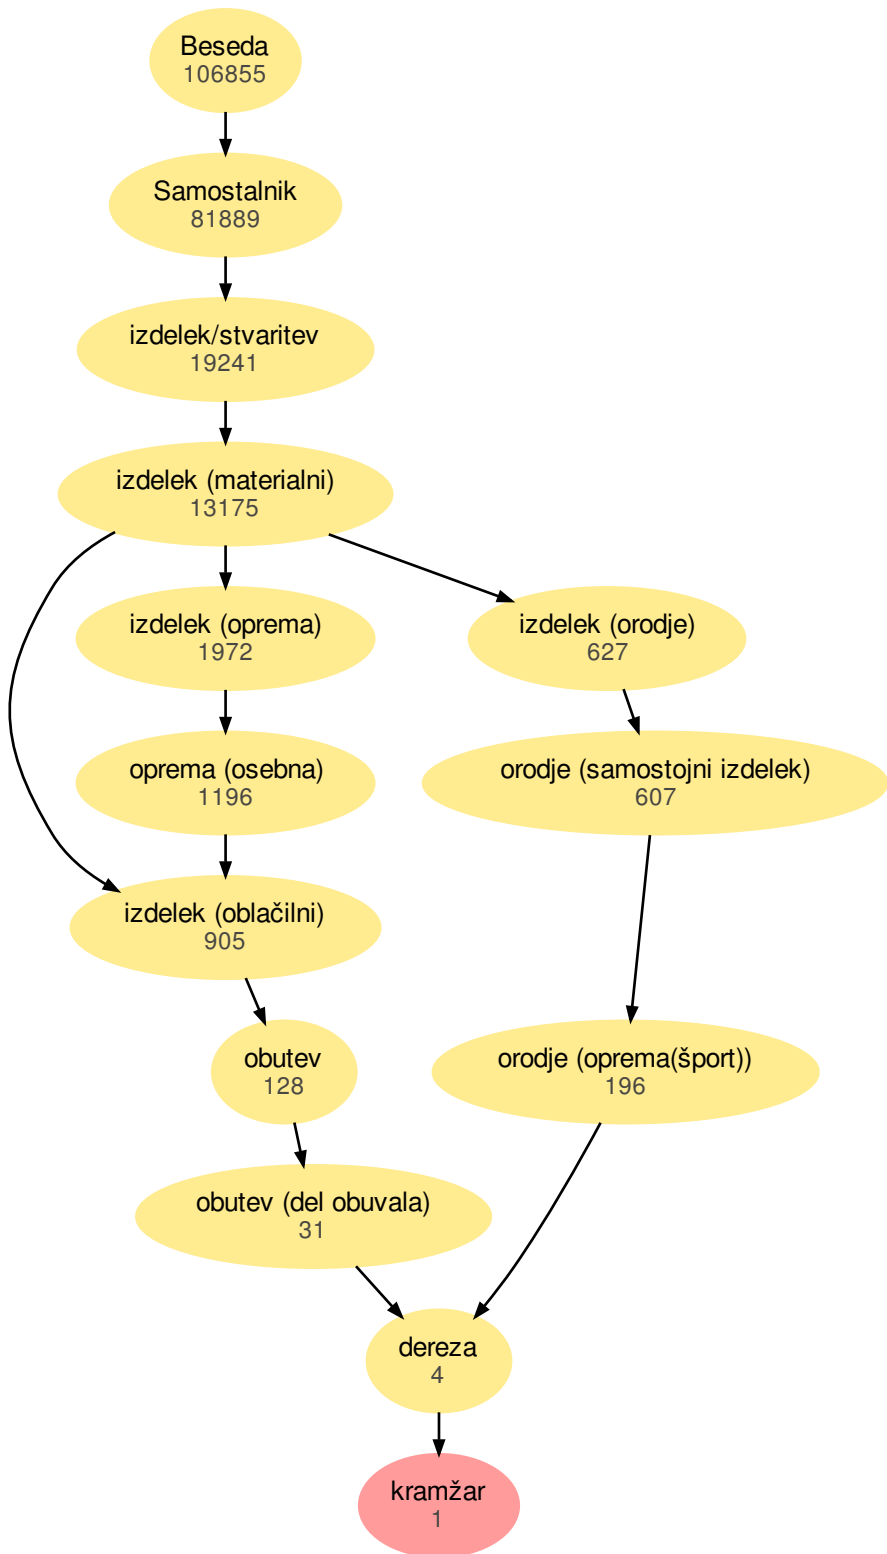 Beseda
106855
Samostalnik
81889
izdelek/stvaritev
19241
izdelek (materialni)
13175
izdelek (oprema)
1972
izdelek (orodje)
627
oprema (osebna)
1196
orodje (samostojni izdelek)
607
izdelek (oblačilni)
905
obutev
128
orodje (oprema(šport))
196
obutev (del obuvala)
31
dereza
4
kramžar
1